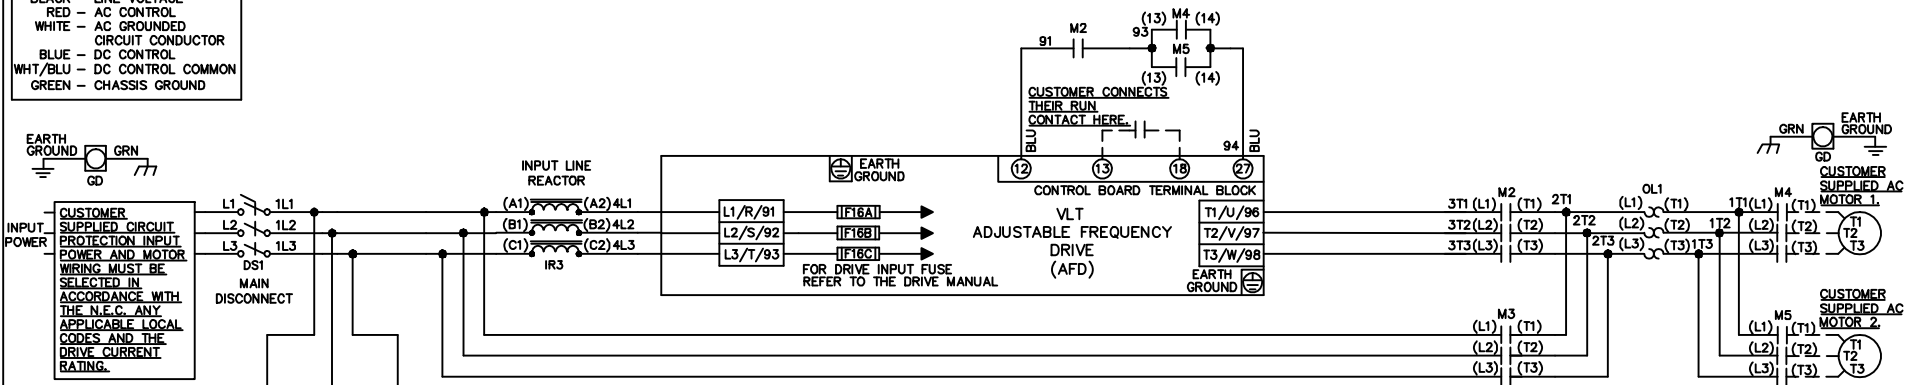 RED – AC CONTROL
WHITE – AC GROUNDED
CIRCUIT CONDUCTOR
BLUE – DC CONTROL
WHT/BLU – DC CONTROL COMMON
GREEN – CHASSIS GROUND
EARTH
GROUND
GRN
GD
INPUT
POWER
CUSTOMER
SUPPLIED CIRCUIT
PROTECTION INPUT
POWER AND MOTOR
WIRING MUST BE
SELECTED IN
ACCORDANCE WITH
THE N.E.C. ANY
APPLICABLE LOCAL
CODES AND THE
DRIVE CURRENT
RATING.
L1 1L1
L2 1L2
L3 1L3
DS1
MAIN
DISCONNECT
INPUT LINE
REACTOR
(A1) (A2) 4L1
(B1) (B2) 4L2
(C1) (C2) 4L3
IR3
EARTH
GROUND
L1/R/91
L2/S/92
L3/T/93
F16A
F16B
F16C
FOR DRIVE INPUT FUSE
REFER TO THE DRIVE MANUAL
VLT
ADJUSTABLE FREQUENCY
DRIVE
(AFD)
91 M2 93
(13) M4 (14)
M5
(13) (14)
CUSTOMER CONNECTS
THEIR RUN
CONTACT HERE.
BLU
94 BLU
12 13 18 27
CONTROL BOARD TERMINAL BLOCK
T1/U/96
T2/V/97
T3/W/98
EARTH
GROUND
M2
3T1 (L1) (T1) 2T1
3T2 (L2) (T2) 2T2
3T3 (L3) (T3) 2T3
OL1
(L1) (T1) 1T1
(L2) (T2) 1T2
(L3) (T3) 1T3
M4
(L1) (T1)
(L2) (T2)
(L3) (T3)
T1
T2
T3
GRN
GD
EARTH
GROUND
CUSTOMER
SUPPLIED AC
MOTOR 1.
M3
(L1) (T1)
(L2) (T2)
(L3) (T3)
M5
(L1) (T1)
(L2) (T2)
(L3) (T3)
T1
T2
T3
CUSTOMER
SUPPLIED AC
MOTOR 2.